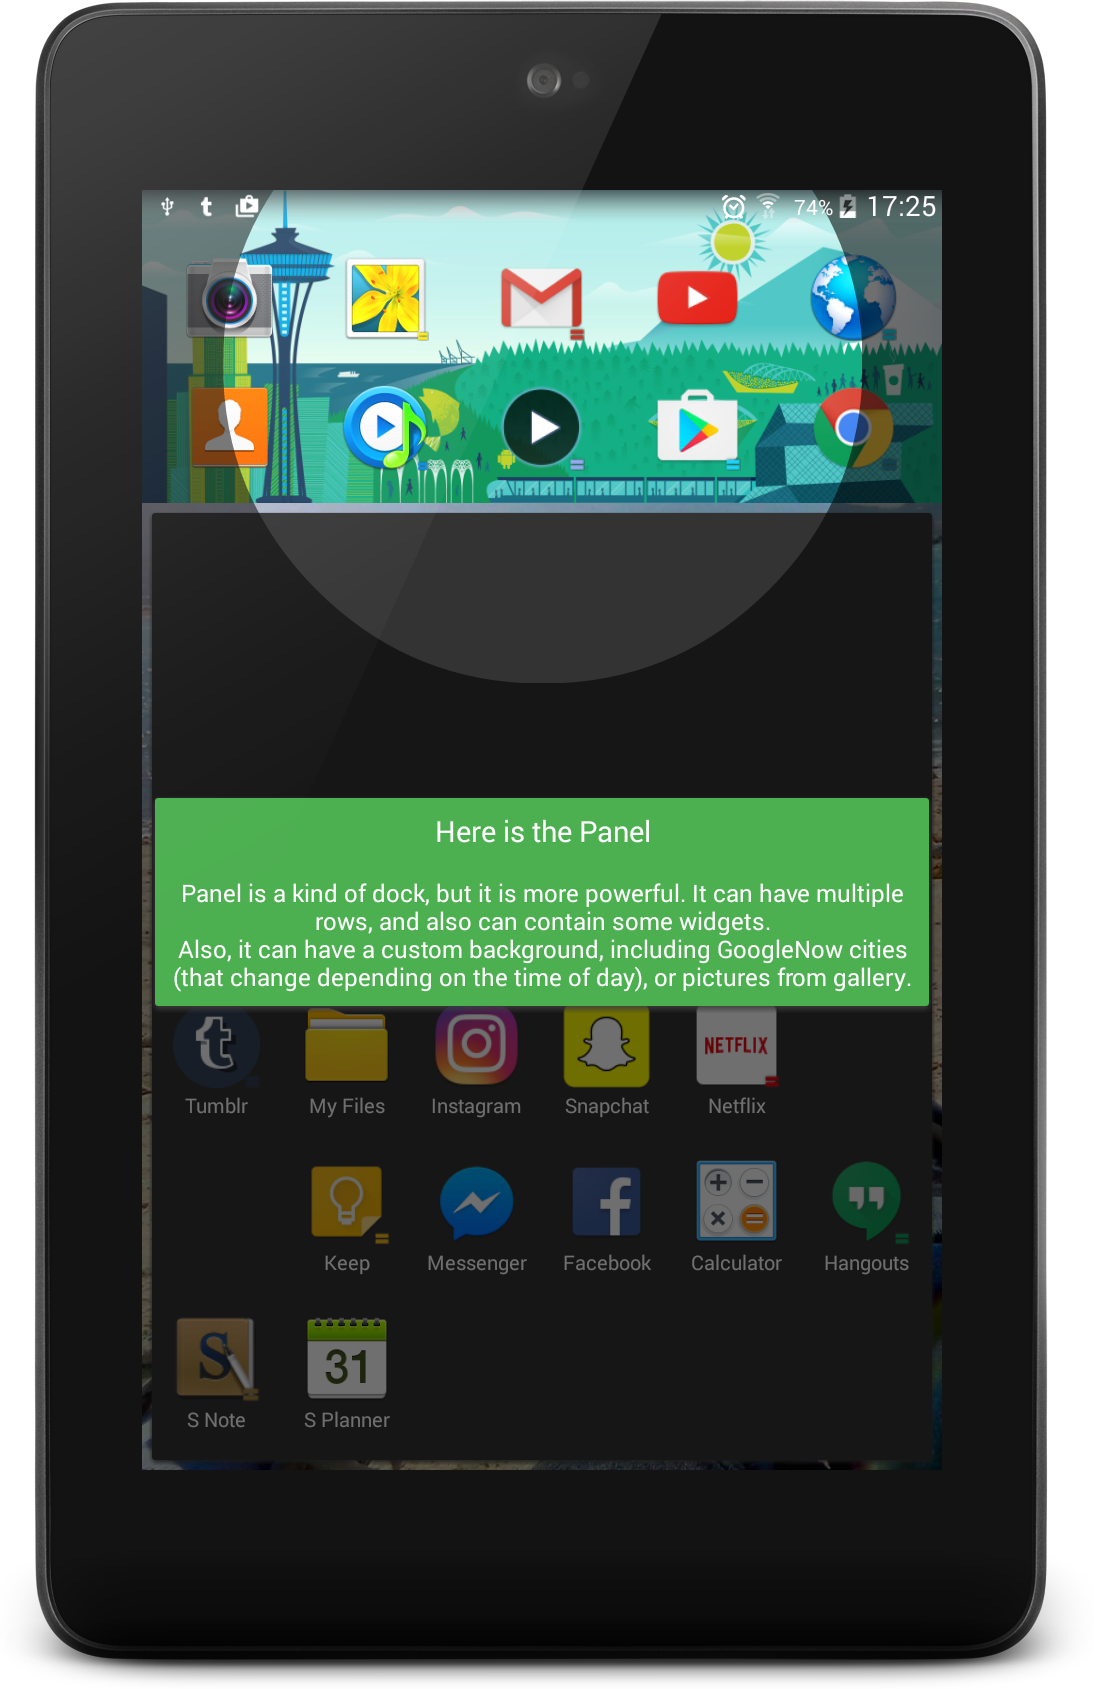 74% 17:25
Here is the Panel
Panel is a kind of dock, but it is more powerful. It can have multiple
rows, and also can contain some widgets.
Also, it can have a custom background, including GoogleNow cities
(that change depending on the time of day), or pictures from gallery.
NETFLIX
Tumblr My Files Instagram Snapchat Netflix
Keep Messenger Facebook Calculator Hangouts
S 31
S Note S Planner